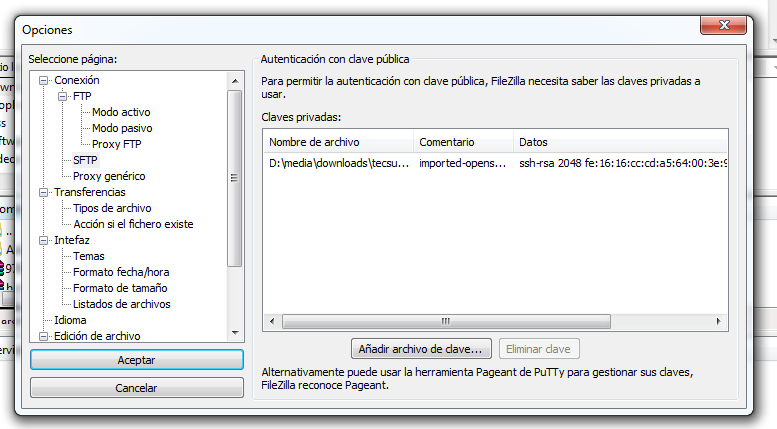 Opciones
Seleccione página:
Conexión
FTP
Modo activo
Modo pasivo
Proxy FTP
SFTP
Proxy genérico
Transferencias
Tipos de archivo
Acción si el fichero existe
Intefaz
Temas
Formato fecha/hora
Formato de tamaño
Listados de archivos
Idioma
Edición de archivo
Aceptar
Cancelar
Autenticación con clave pública
Para permitir la autenticación con clave pública, FileZilla necesita saber las claves privadas a
usar.
Claves privadas:
Nombre de archivo Comentario Datos
D:\media\downloads\tecsu... imported-opens... ssh-rsa 2048 fe:16:16:cc:cd:a5:64:00:3e:9
Añadir archivo de clave... Eliminar clave
Alternativamente puede usar la herramienta Pageant de PuTTy para gestionar sus claves,
FileZilla reconoce Pageant.